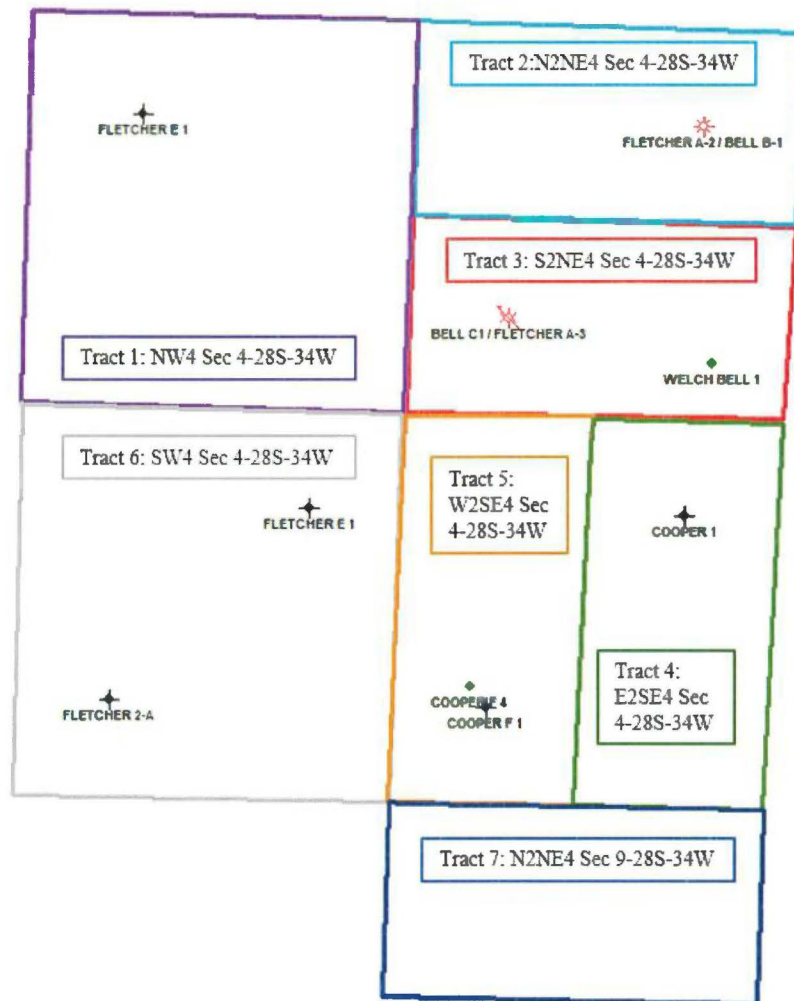 Tract 2:N2NE4 Sec 4-28S-34W
FLETCHER E 1
FLETCHER A-2 / BELL B-1
Tract 3: S2NE4 Sec 4-28S-34W
BELL C1 / FLETCHER A-3
Tract 1: NW4 Sec 4-28S-34W
WELCH BELL 1
Tract 6: SW4 Sec 4-28S-34W
Tract 5:
W2SE4 Sec
4-28S-34W
FLETCHER E 1
COOPER 1
Tract 4:
E2SE4 Sec
4-28S-34W
FLETCHER 2-A
4
COOPER F 1
Tract 7: N2NE4 Sec 9-28S-34W